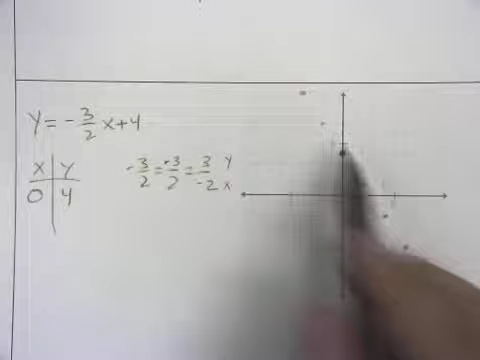 y = -3/2 x + 4
x | y
0 | 4
-3/2 = -3/2 = 3/-2 y x